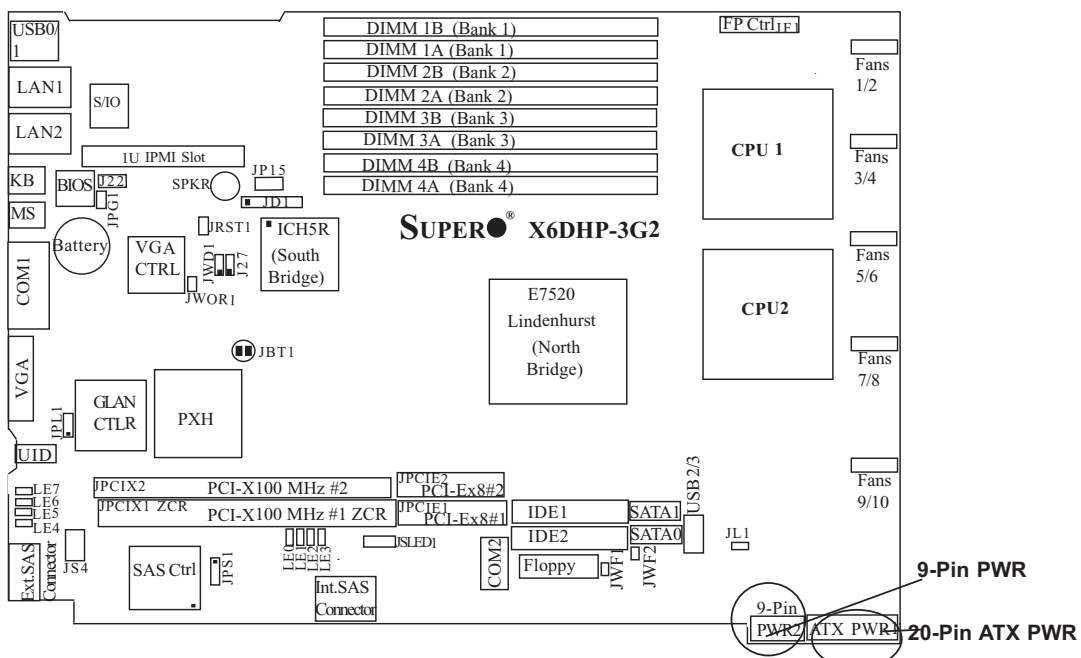 USB0/
1
LAN1
LAN2
S/IO
DIMM 1B (Bank 1)
DIMM 1A (Bank 1)
DIMM 2B (Bank 2)
DIMM 2A (Bank 2)
DIMM 3B (Bank 3)
DIMM 3A (Bank 3)
DIMM 4B (Bank 4)
DIMM 4A (Bank 4)
FP Ctrl
JF1
Fans
1/2
CPU 1
Fans
3/4
1U IPMI Slot
KB
BIOS
J22
JPG1
SPKR
JP15
JD1
MS
Battery
JRST1
ICH5R
(South
Bridge)
SUPER® X6DHP-3G2
VGA
CTRL
JWD1
J27
JWOR1
COM1
E7520
Lindenhurst
(North
Bridge)
CPU2
Fans
5/6
JBT1
VGA
Fans
7/8
GLAN
CTLR
PXH
JPL1
UID
Fans
9/10
LE7
LE6
LE5
LE4
JPCIX2
PCI-X100 MHz #2
JPCIE2
PCI-Ex8#2
JPCIX1 ZCR
PCI-X100 MHz #1 ZCR
JPCIE1
PCI-Ex8#1
IDE1
IDE2
SATA1
SATA0
USB2/3
JL1
Ext.SAS
Connector
JS4
SAS Ctrl
JPS1
LE0
LE1
LE2
LE3
JSLED1
Int.SAS
Connector
COM2
Floppy
JWF1
JWF2
9-Pin PWR
9-Pin
PWR2
ATX PWR1
20-Pin ATX PWR